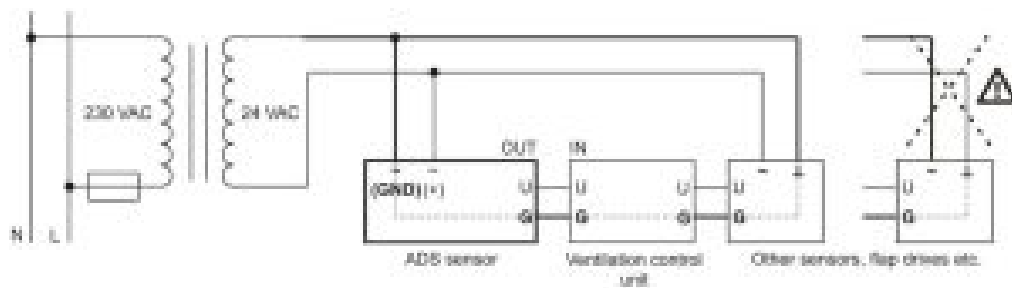 230 VAC
24 VAC
OUT
IN
(GND)
(+)
U
U
U
U
U
G
G
G
G
G
N
L
ADS sensor
Ventilation control
unit
Other sensors, flap drives etc.